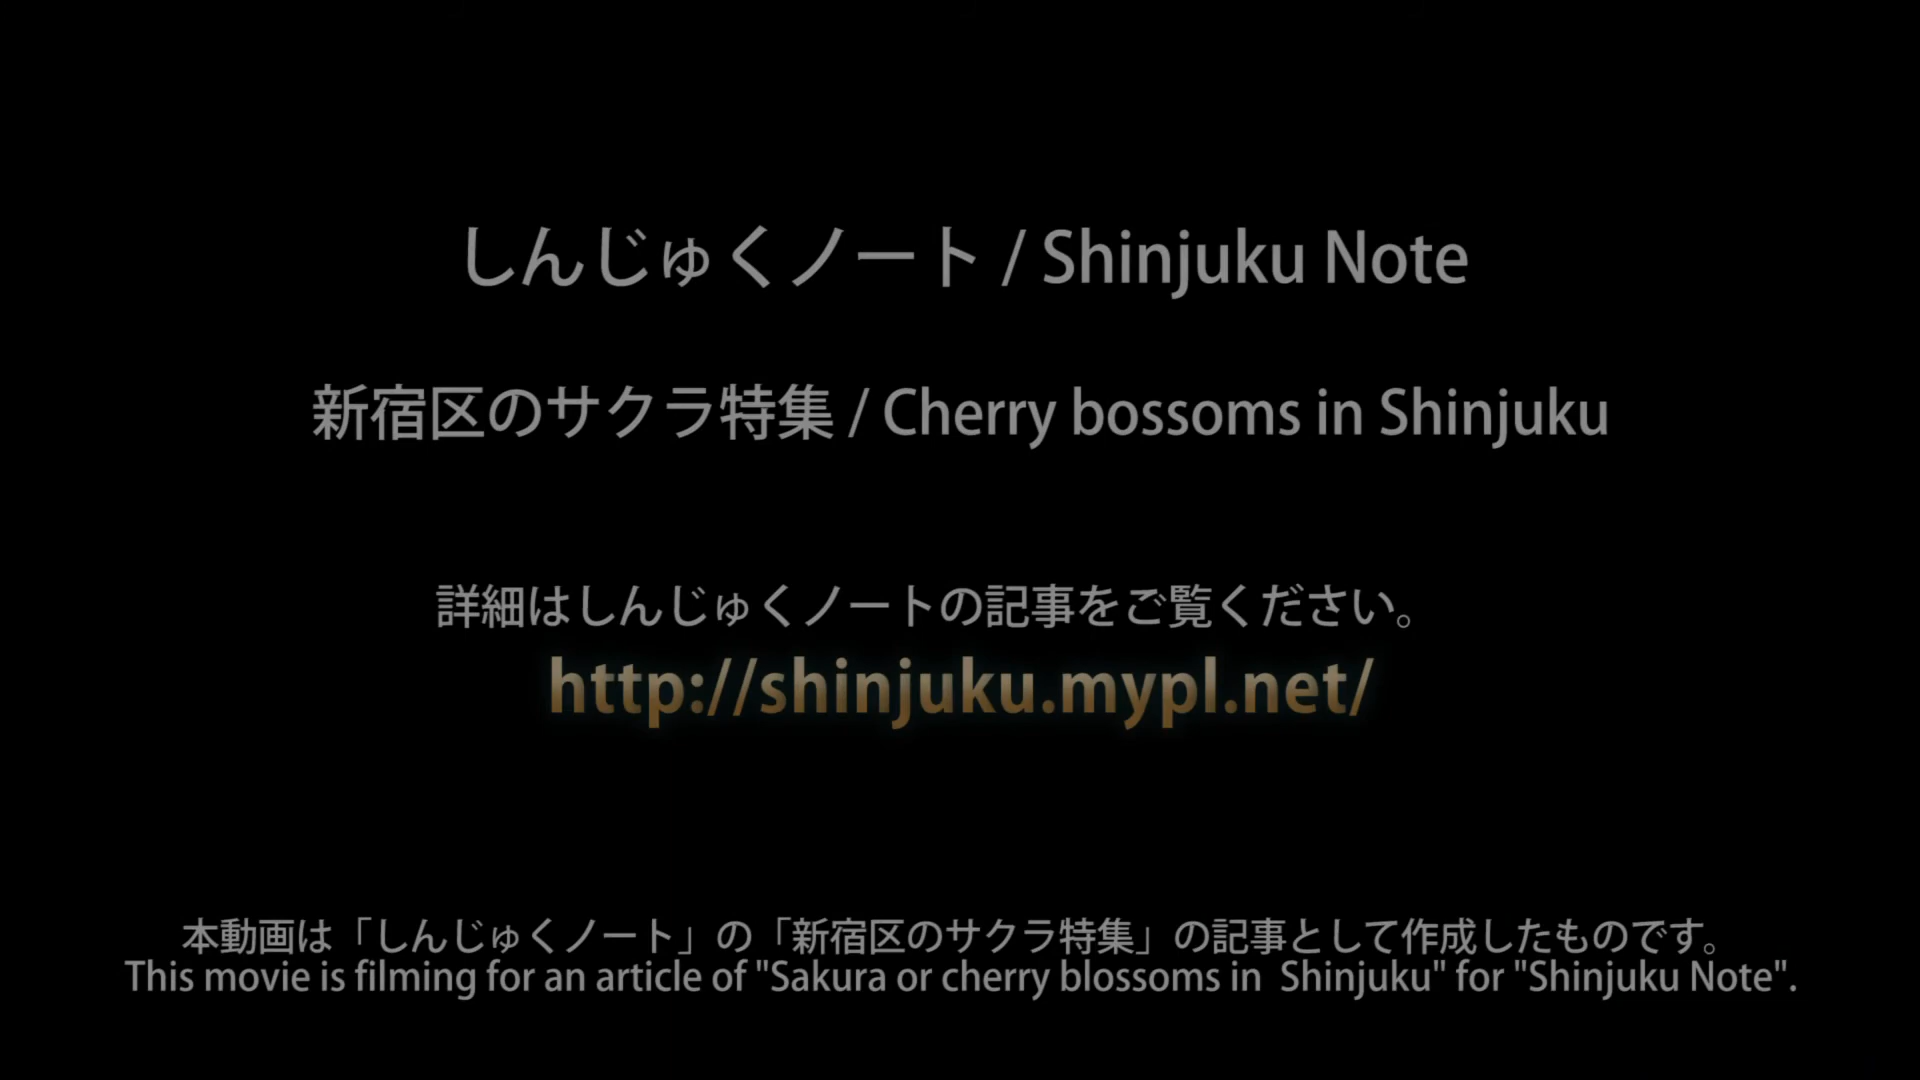 しんじゅくノート / Shinjuku Note
新宿区のサクラ特集 / Cherry bossoms in Shinjuku
詳細はしんじゅくノートの記事をご覧ください。
http://shinjuku.mypl.net/
本動画は「しんじゅくノート」の「新宿区のサクラ特集」の記事として作成したものです。
This movie is filming for an article of "Sakura or cherry blossoms in Shinjuku" for "Shinjuku Note".